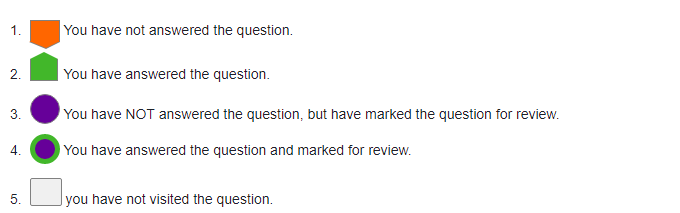 1. You have not answered the question.
2. You have answered the question.
3. You have NOT answered the question, but have marked the question for review.
4. You have answered the question and marked for review.
5. you have not visited the question.